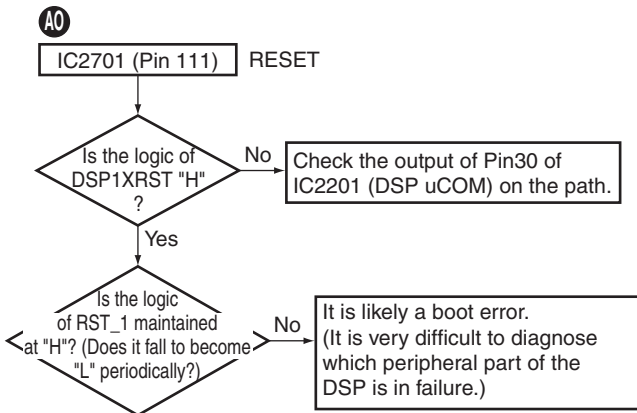 A0
IC2701 (Pin 111) RESET
Is the logic of
DSP1XRST "H"
?
No
Check the output of Pin30 of
IC2201 (DSP uCOM) on the path.
Yes
Is the logic
of RST_1 maintained
at "H"? (Does it fall to become
"L" periodically?)
No
It is likely a boot error.
(It is very difficult to diagnose
which peripheral part of the
DSP is in failure.)